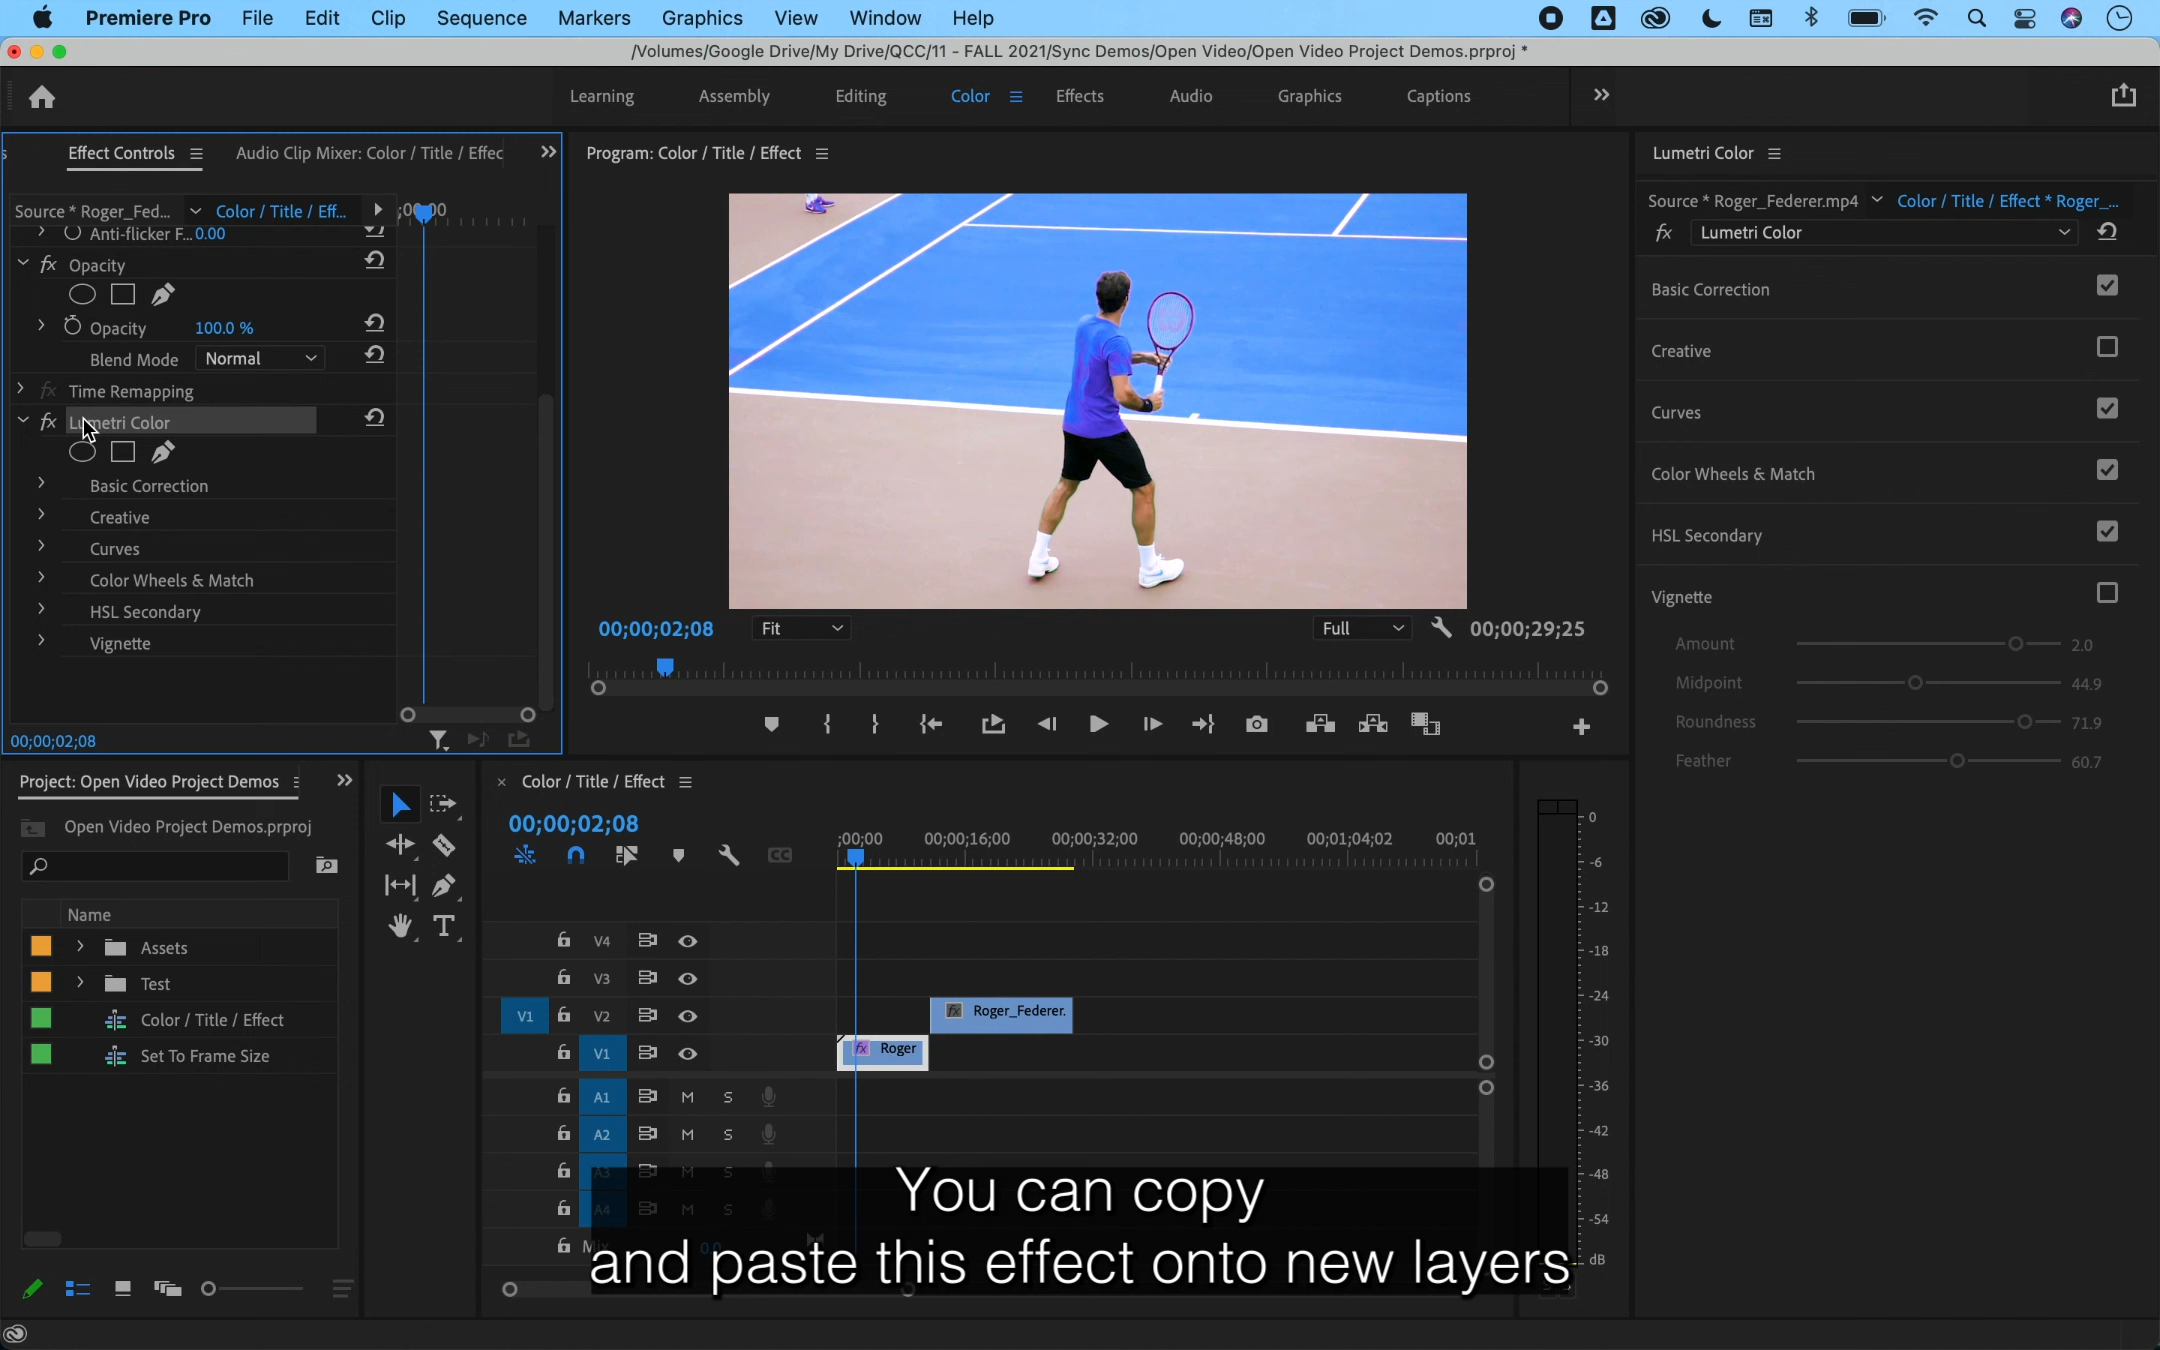 Premiere Pro File Edit Clip Sequence Markers Graphics View Window Help
/Volumes/Google Drive/My Drive/QCC/11 - FALL 2021/Sync Demos/Open Video/Open Video Project Demos.prproj *
Learning Assembly Editing Color Effects Audio Graphics Captions
Effect Controls Audio Clip Mixer: Color / Title / Effec
Source * Roger_Fed... Color / Title / Eff...
Anti-flicker F... 0.00
fx Opacity
Opacity 100.0 %
Blend Mode Normal
fx Time Remapping
fx Lumetri Color
Basic Correction
Creative
Curves
Color Wheels & Match
HSL Secondary
Vignette
00;00;02;08
Program: Color / Title / Effect
00;00;02;08 Fit Full 00;00;29;25
Lumetri Color
Source * Roger_Federer.mp4 Color / Title / Effect * Roger_...
fx Lumetri Color
Basic Correction
Creative
Curves
Color Wheels & Match
HSL Secondary
Vignette
Amount 2.0
Midpoint 44.9
Roundness 71.9
Feather 60.7
Project: Open Video Project Demos
Open Video Project Demos.prproj
Name
Assets
Test
Color / Title / Effect
Set To Frame Size
Color / Title / Effect
00;00;02;08
;00;00 00;00;16;00 00;00;32;00 00;00;48;00 00;01;04;02 00;01
V4
V3
V1 V2 fx Roger_Federer.
V1 fx Roger
A1 M S
A2 M S
A3 M S
A4 M S
0.0
0
-6
-12
-18
-24
-30
-36
-42
-48
-54
dB
You can copy
and paste this effect onto new layers